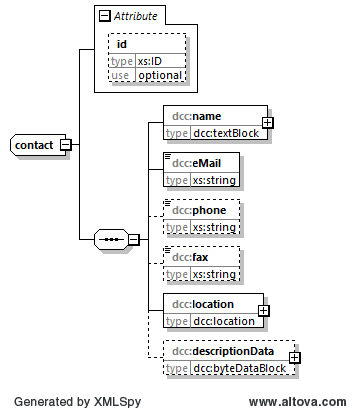 Attribute
id
type xs:ID
use optional
contact
dcc:name
type dcc:textBlock
dcc:eMail
type xs:string
dcc:phone
type xs:string
dcc:fax
type xs:string
dcc:location
type dcc:location
dcc:descriptionData
type dcc:byteDataBlock
Generated by XMLSpy
www.altova.com